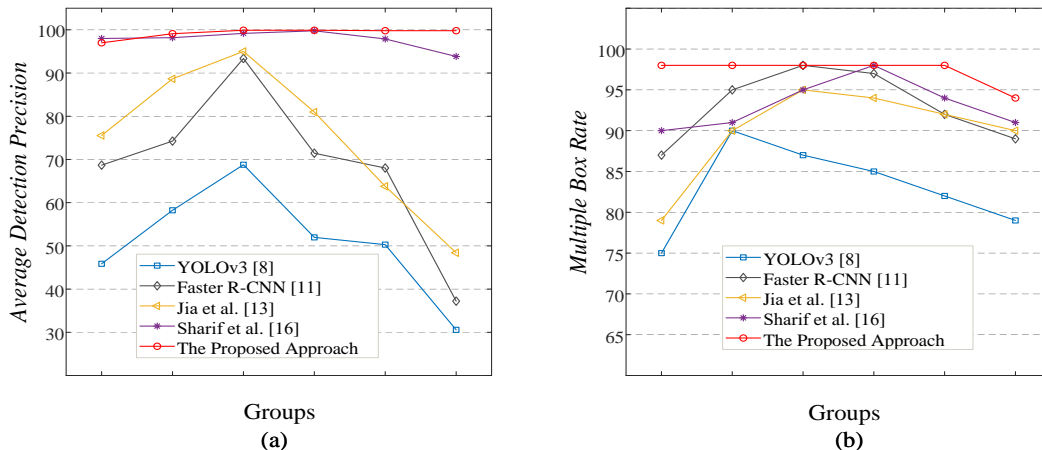 100
90
80
70
60
50
40
30
Average Detection Precision
YOLOv3 [8]
Faster R-CNN [11]
Jia et al. [13]
Sharif et al. [16]
The Proposed Approach
Groups
(a)
100
95
90
85
80
75
70
65
Multiple Box Rate
YOLOv3 [8]
Faster R-CNN [11]
Jia et al. [13]
Sharif et al. [16]
The Proposed Approach
Groups
(b)